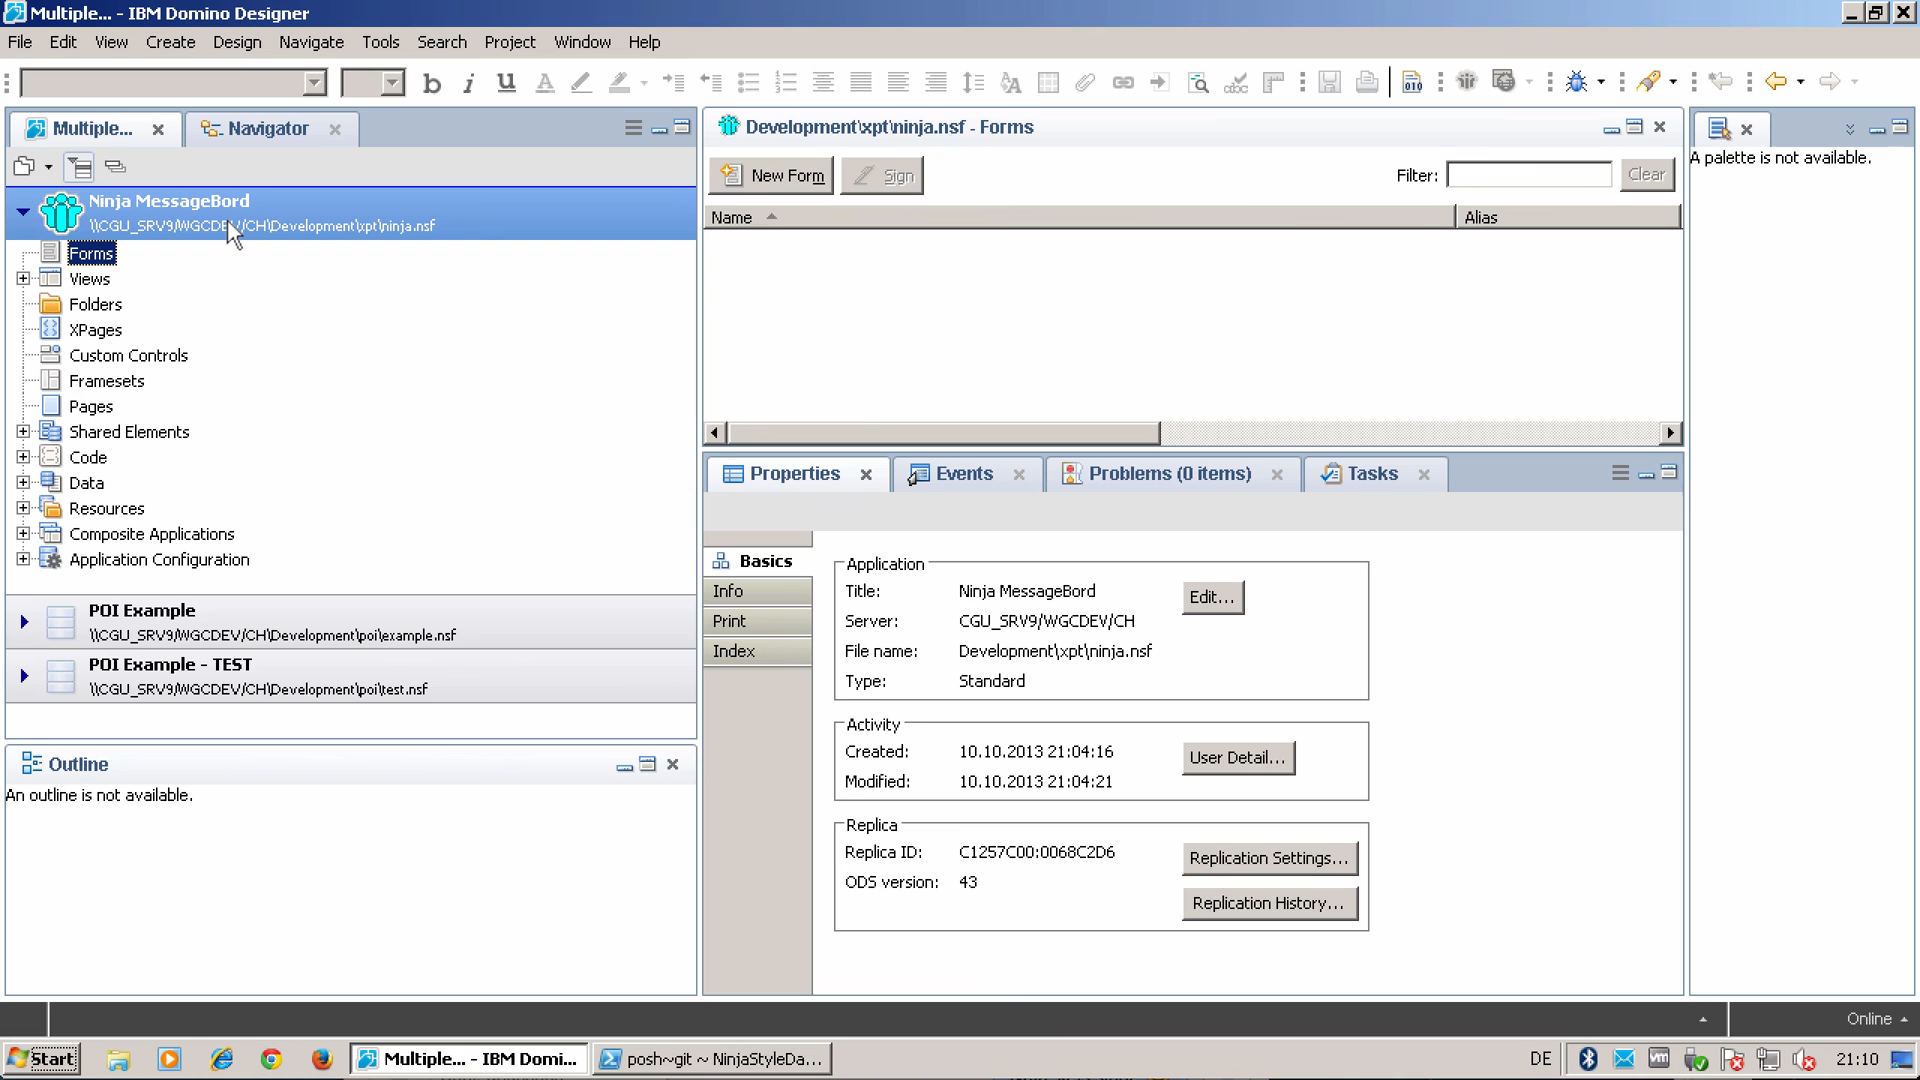 Multiple... - IBM Domino Designer
File Edit View Create Design Navigate Tools Search Project Window Help
Multiple... Navigator
Ninja MessageBord
\\CGU_SRV9/WGCDEV/CH\Development\xpt\ninja.nsf
Forms
Views
Folders
XPages
Custom Controls
Framesets
Pages
Shared Elements
Code
Data
Resources
Composite Applications
Application Configuration
POI Example
\\CGU_SRV9/WGCDEV/CH\Development\poi\example.nsf
POI Example - TEST
\\CGU_SRV9/WGCDEV/CH\Development\poi\test.nsf
Outline
An outline is not available.
Development\xpt\ninja.nsf - Forms
New Form Sign Filter: Clear
Name Alias
Properties Events Problems (0 items) Tasks
Basics
Info
Print
Index
Application
Title: Ninja MessageBord Edit...
Server: CGU_SRV9/WGCDEV/CH
File name: Development\xpt\ninja.nsf
Type: Standard
Activity
Created: 10.10.2013 21:04:16 User Detail...
Modified: 10.10.2013 21:04:21
Replica
Replica ID: C1257C00:0068C2D6 Replication Settings...
ODS version: 43
Replication History...
A palette is not available.
Online
Start Multiple... - IBM Domi... posh~git ~ NinjaStyleDa... DE vm 21:10